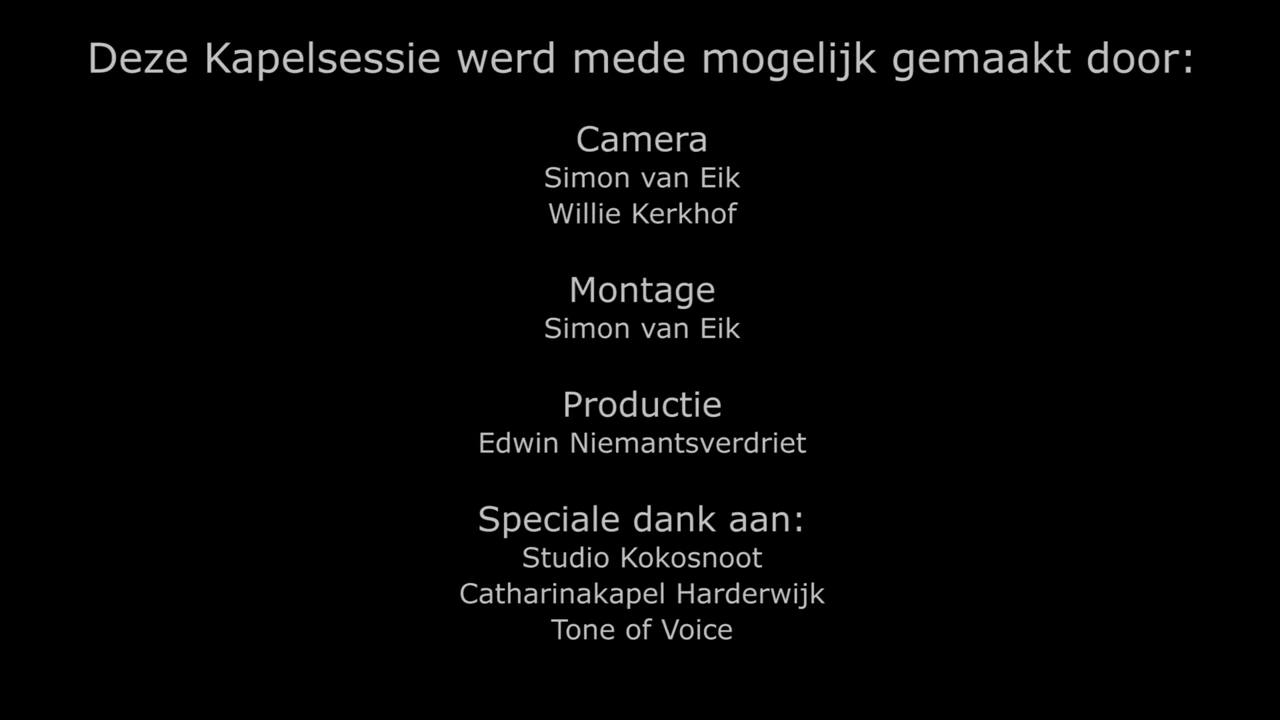 Deze Kapelsessie werd mede mogelijk gemaakt door:
Camera
Simon van Eik
Willie Kerkhof
Montage
Simon van Eik
Productie
Edwin Niemantsverdriet
Speciale dank aan:
Studio Kokosnoot
Catharinakapel Harderwijk
Tone of Voice